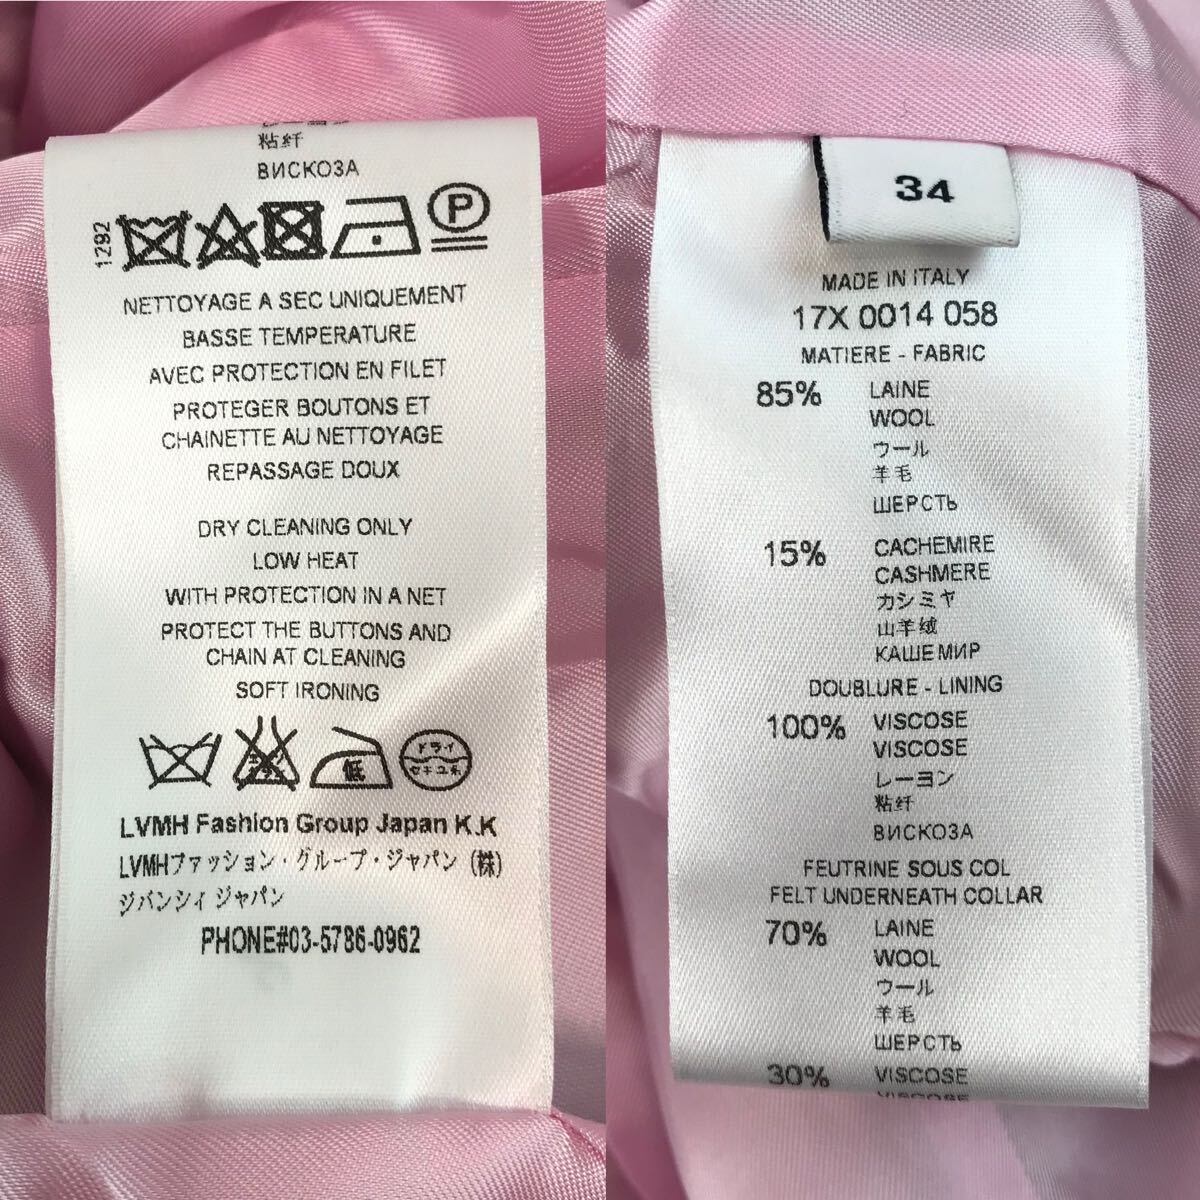 粘纤
ВИСКОЗА
1292
P
NETTOYAGE A SEC UNIQUEMENT
BASSE TEMPERATURE
AVEC PROTECTION EN FILET
PROTEGER BOUTONS ET
CHAINETTE AU NETTOYAGE
REPASSAGE DOUX
DRY CLEANING ONLY
LOW HEAT
WITH PROTECTION IN A NET
PROTECT THE BUTTONS AND
CHAIN AT CLEANING
SOFT IRONING
低
ドライ
セキユ系
LVMH Fashion Group Japan K.K
LVMHファッション・グループ・ジャパン (株)
ジバンシィ ジャパン
PHONE#03-5786-0962
34
MADE IN ITALY
17X 0014 058
MATIERE - FABRIC
85% LAINE
WOOL
ウール
羊毛
ШЕРСТЬ
15% CACHEMIRE
CASHMERE
カシミヤ
山羊绒
КАШЕМИР
DOUBLURE - LINING
100% VISCOSE
VISCOSE
レーヨン
粘纤
ВИСКОЗА
FEUTRINE SOUS COL
FELT UNDERNEATH COLLAR
70% LAINE
WOOL
ウール
羊毛
ШЕРСТЬ
30% VISCOSE
VISCOSE